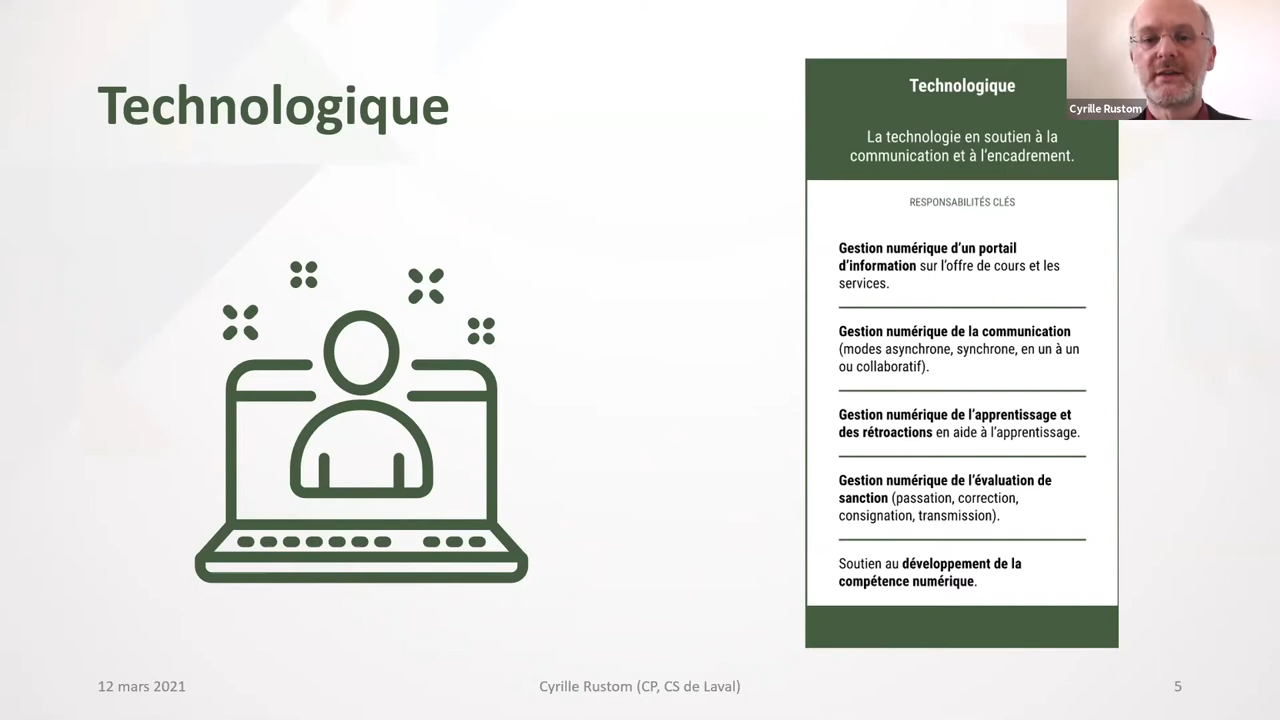 Technologique
Technologique
La technologie en soutien à la
communication et à l’encadrement.
RESPONSABILITÉS CLÉS
Gestion numérique d’un portail
d’information sur l’offre de cours et les
services.
Gestion numérique de la communication
(modes asynchrone, synchrone, en un à un
ou collaboratif).
Gestion numérique de l’apprentissage et
des rétroactions en aide à l’apprentissage.
Gestion numérique de l’évaluation de
sanction (passation, correction,
consignation, transmission).
Soutien au développement de la
compétence numérique.
Cyrille Rustom
12 mars 2021
Cyrille Rustom (CP, CS de Laval)
5